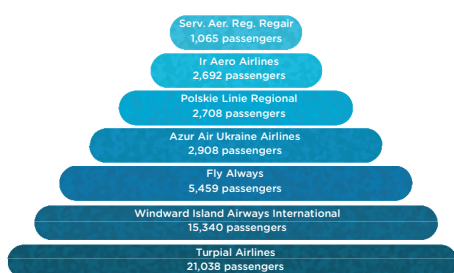 Serv. Aer. Reg. Regair
1,065 passengers
Ir Aero Airlines
2,692 passengers
Polskie Linie Regional
2,708 passengers
Azur Air Ukraine Airlines
2,908 passengers
Fly Always
5,459 passengers
Windward Island Airways International
15,340 passengers
Turpial Airlines
21,038 passengers